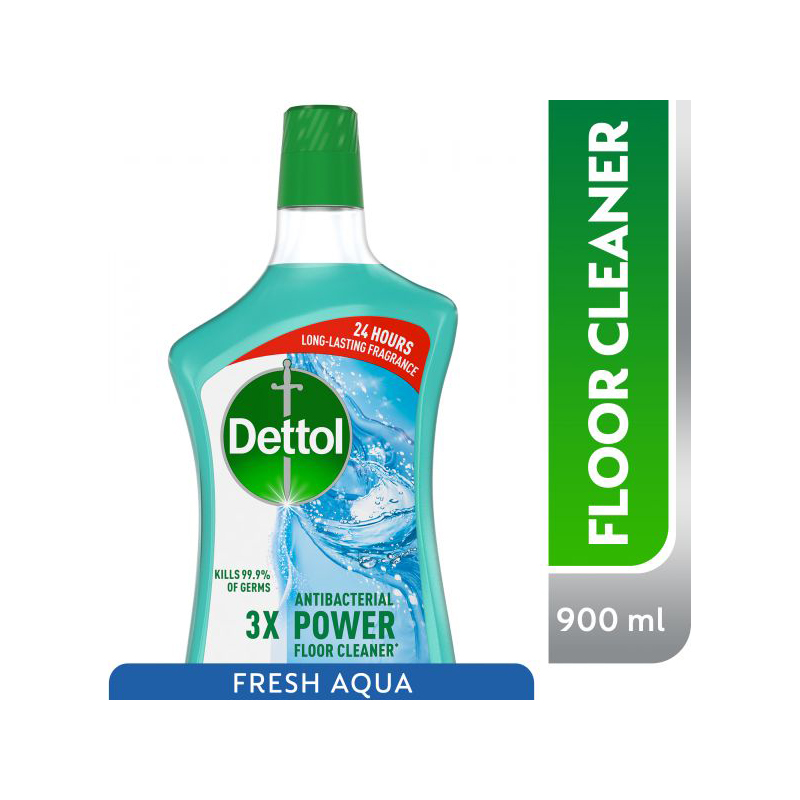 24 HOURS
LONG-LASTING FRAGRANCE
Dettol
KILLS 99.9%
OF GERMS
ANTIBACTERIAL
3X POWER
FLOOR CLEANER*
FRESH AQUA
FLOOR CLEANER
900 ml